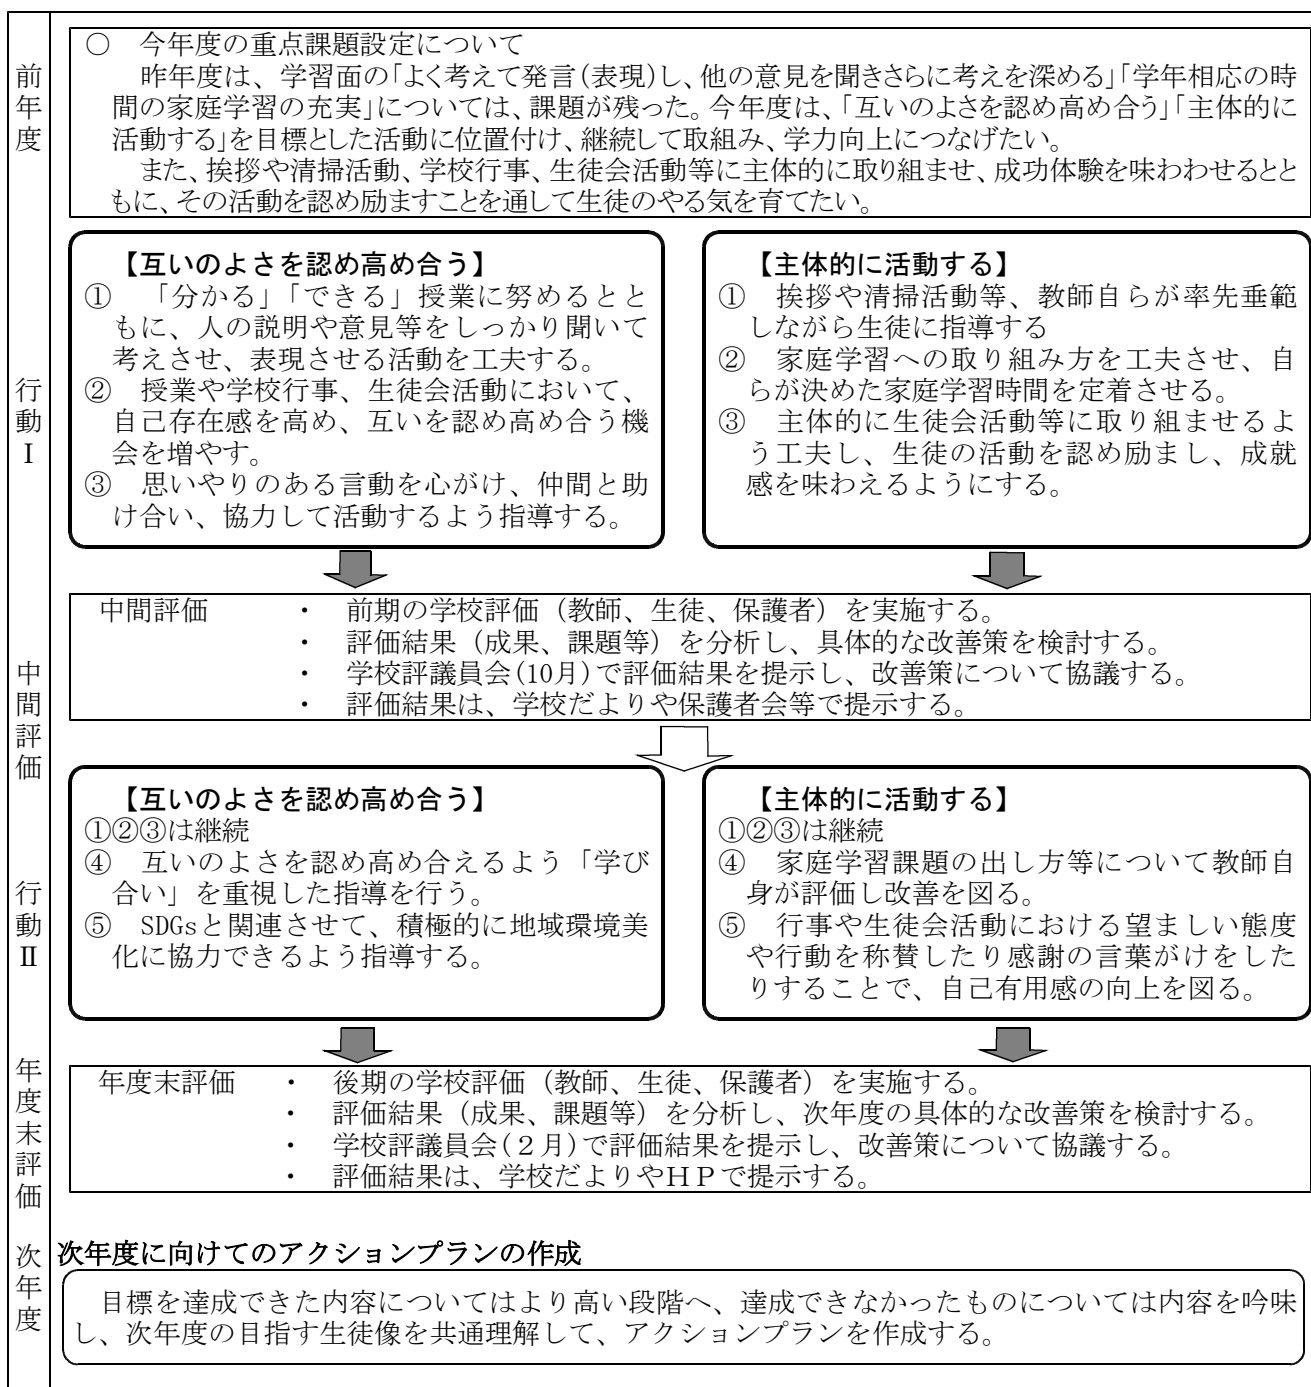 前年度
○　今年度の重点課題設定について
昨年度は、学習面の「よく考えて発言(表現)し、他の意見を聞きさらに考えを深める」「学年相応の時
間の家庭学習の充実」については、課題が残った。今年度は、「互いのよさを認め高め合う」「主体的に
活動する」を目標とした活動に位置付け、継続して取組み、学力向上につなげたい。
また、挨拶や清掃活動、学校行事、生徒会活動等に主体的に取り組ませ、成功体験を味わわせるとと
もに、その活動を認め励ますことを通して生徒のやる気を育てたい。
行動Ⅰ
【互いのよさを認め高め合う】
①　「分かる」「できる」授業に努めるとと
もに、人の説明や意見等をしっかり聞いて
考えさせ、表現させる活動を工夫する。
②　授業や学校行事、生徒会活動において、
自己存在感を高め、互いを認め高め合う機
会を増やす。
③　思いやりのある言動を心がけ、仲間と助
け合い、協力して活動するよう指導する。
【主体的に活動する】
①　挨拶や清掃活動等、教師自らが率先垂範
しながら生徒に指導する
②　家庭学習への取り組み方を工夫させ、自
らが決めた家庭学習時間を定着させる。
③　主体的に生徒会活動等に取り組ませるよ
う工夫し、生徒の活動を認め励まし、成就
感を味わえるようにする。
中間評価
中間評価　・　前期の学校評価（教師、生徒、保護者）を実施する。
・　評価結果（成果、課題等）を分析し、具体的な改善策を検討する。
・　学校評議員会(10月)で評価結果を提示し、改善策について協議する。
・　評価結果は、学校だよりや保護者会等で提示する。
行動Ⅱ
【互いのよさを認め高め合う】
①②③は継続
④　互いのよさを認め高め合えるよう「学び
合い」を重視した指導を行う。
⑤　SDGsと関連させて、積極的に地域環境美
化に協力できるよう指導する。
【主体的に活動する】
①②③は継続
④　家庭学習課題の出し方等について教師自
身が評価し改善を図る。
⑤　行事や生徒会活動における望ましい態度
や行動を称賛したり感謝の言葉がけをした
りすることで、自己有用感の向上を図る。
年度末評価
年度末評価　・　後期の学校評価（教師、生徒、保護者）を実施する。
・　評価結果（成果、課題等）を分析し、次年度の具体的な改善策を検討する。
・　学校評議員会(２月)で評価結果を提示し、改善策について協議する。
・　評価結果は、学校だよりやＨＰで提示する。
次年度
次年度に向けてのアクションプランの作成
目標を達成できた内容についてはより高い段階へ、達成できなかったものについては内容を吟味
し、次年度の目指す生徒像を共通理解して、アクションプランを作成する。